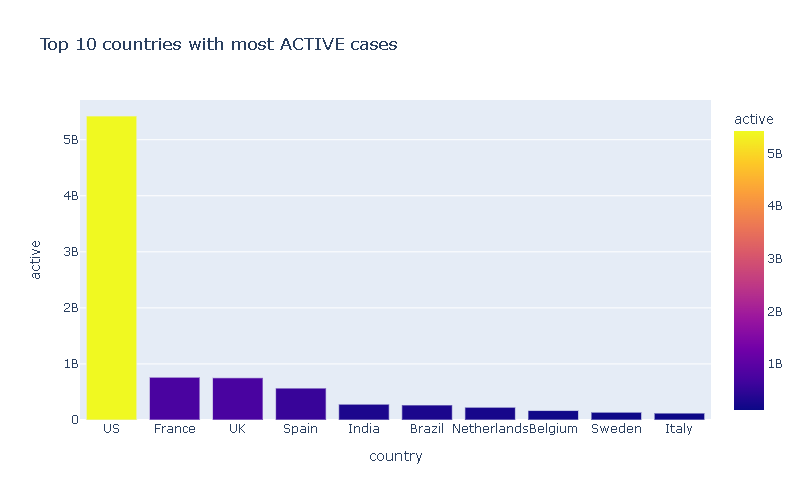 Top 10 countries with most ACTIVE cases
active
5B
4B
3B
2B
1B
0
US France UK Spain India Brazil Netherlands Belgium Sweden Italy
country
active
5B
4B
3B
2B
1B